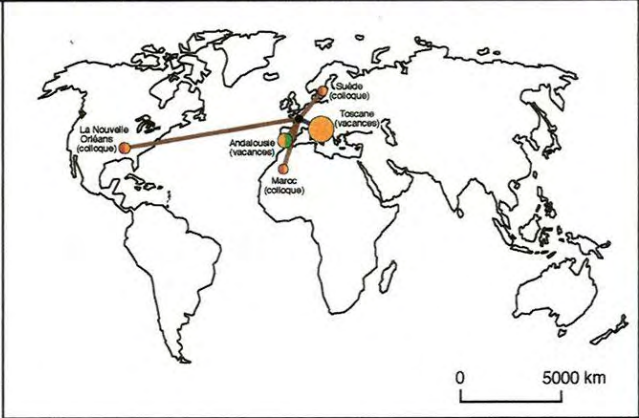 Suède
(colloque)
Toscane
(vacances)
La Nouvelle
Orléans
(colloque)
Andalousie
(vacances)
Maroc
(colloque)
0 5000 km